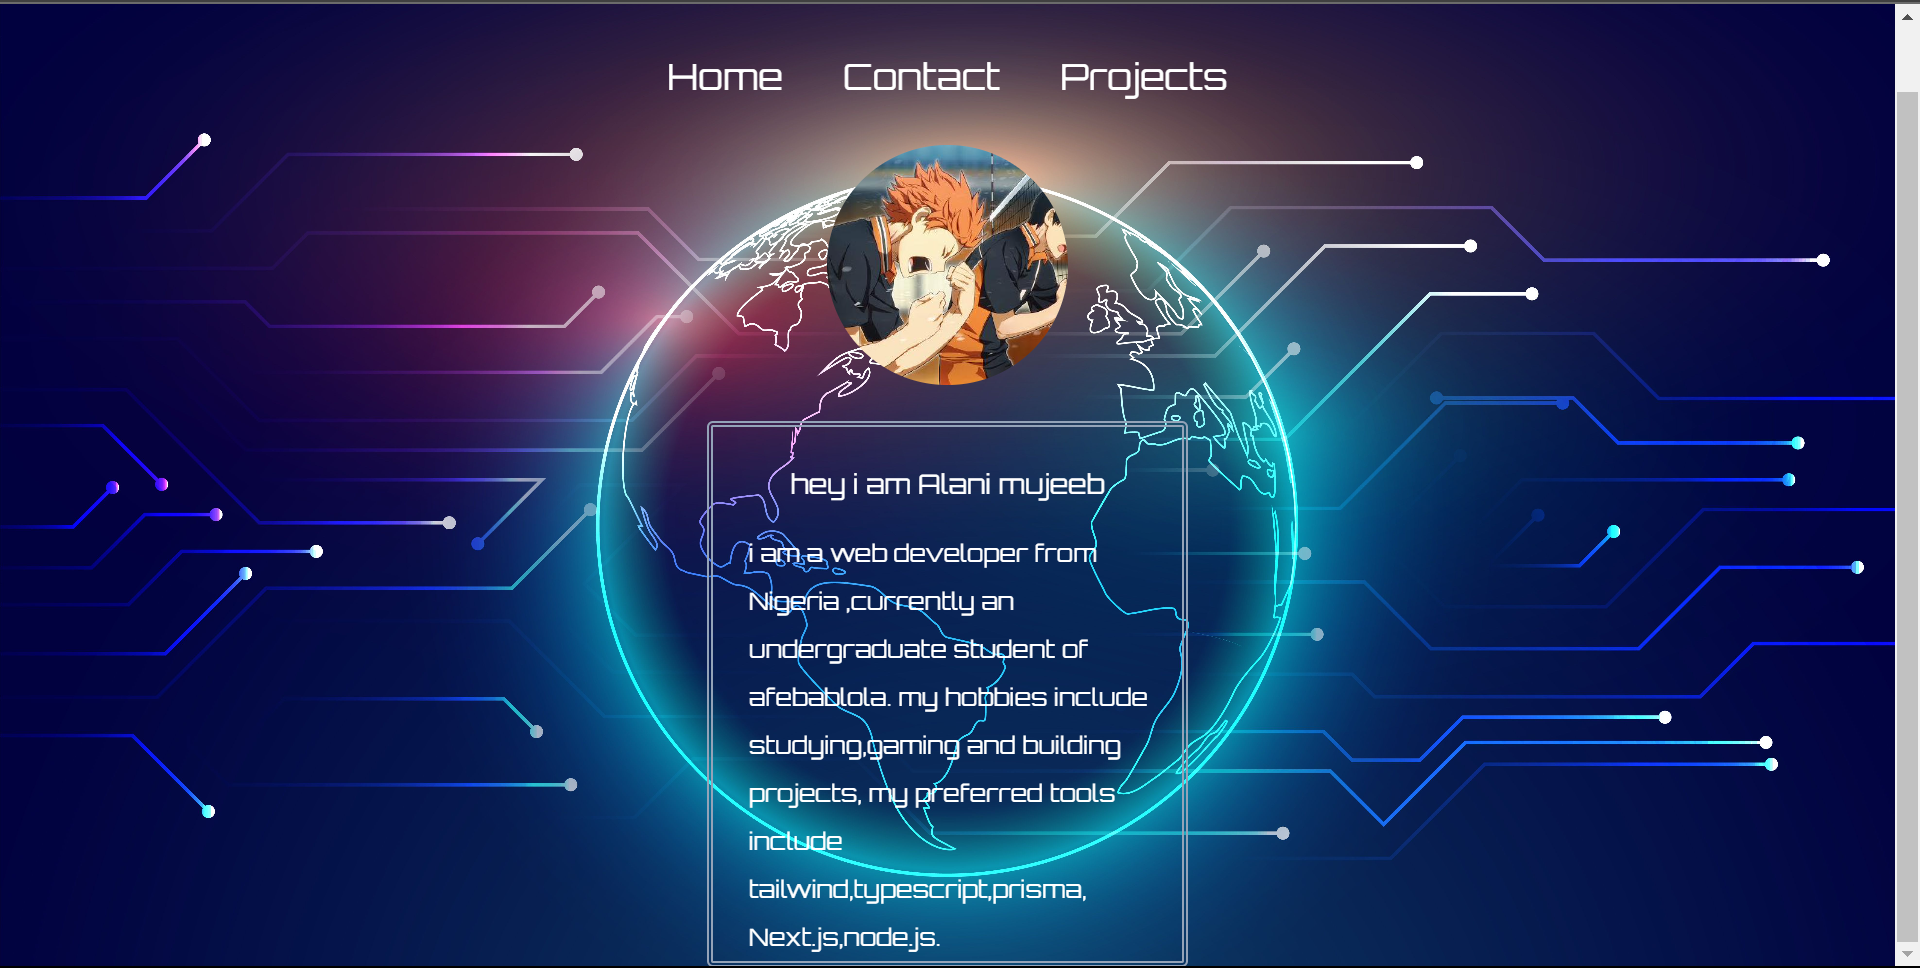 Home Contact Projects
hey i am Alani mujeeb
i am a web developer from
Nigeria ,currently an
undergraduate student of
afebablola. my hobbies include
studying,gaming and building
projects, my preferred tools
include
tailwind,typescript,prisma,
Next.js,node.js.